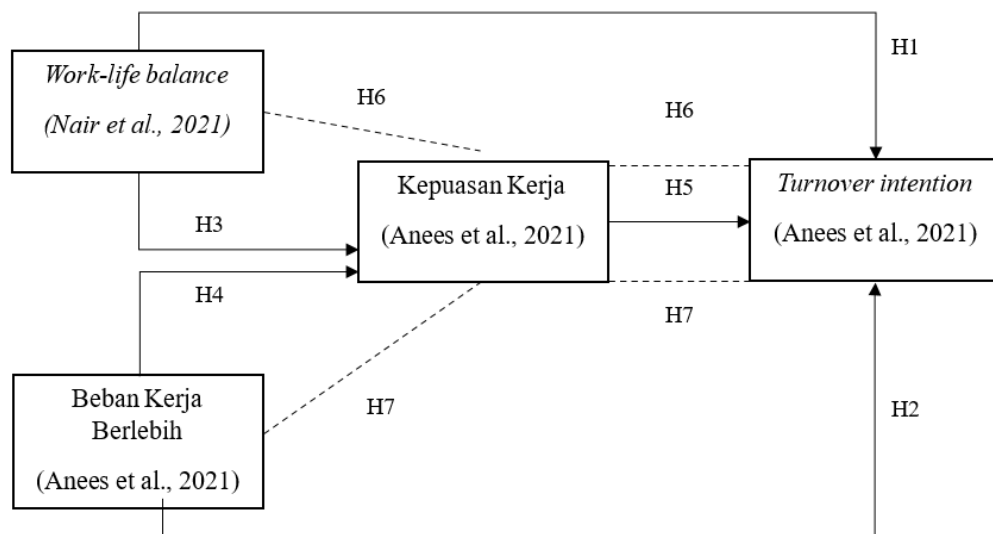 H1
Work-life balance
(Nair et al., 2021)
H6
H6
Kepuasan Kerja
(Anees et al., 2021)
H5
Turnover intention
(Anees et al., 2021)
H3
H4
H7
Beban Kerja
Berlebih
(Anees et al., 2021)
H7
H2